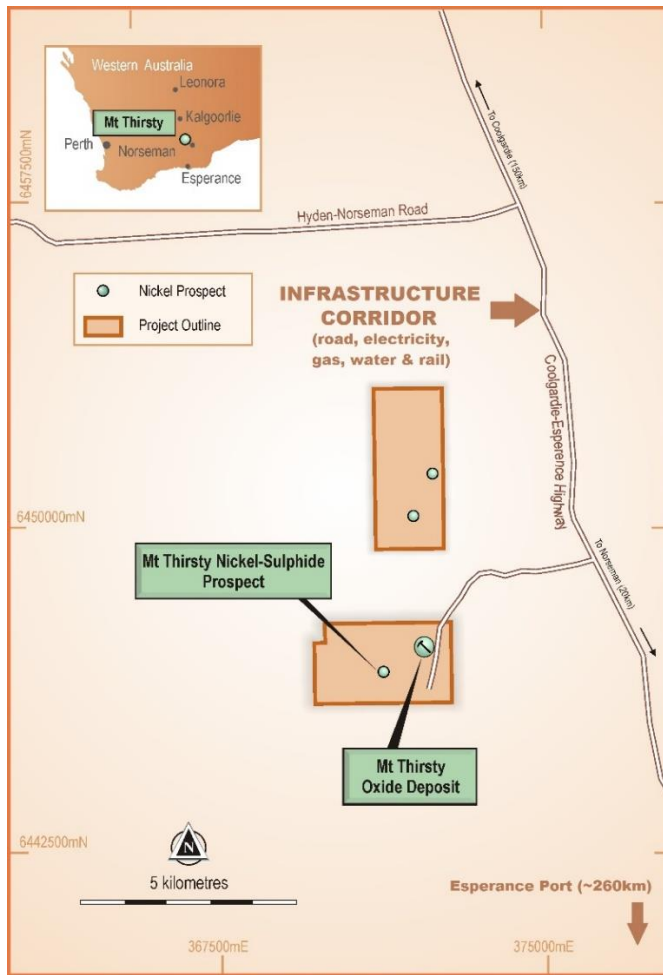 Western Australia
Leonora
Kalgoorlie
Mt Thirsty
Perth
Norseman
Esperance
6457500mN
To Coolgardie (150km)
Hyden-Norseman Road
Nickel Prospect
Project Outline
INFRASTRUCTURE
CORRIDOR
(road, electricity,
gas, water & rail)
Coolgardie-Esperence Highway
6450000mN
To Norseman (20km)
Mt Thirsty Nickel-Sulphide
Prospect
Mt Thirsty
Oxide Deposit
6442500mN
N
5 kilometres
Esperance Port (~260km)
367500mE
375000mE